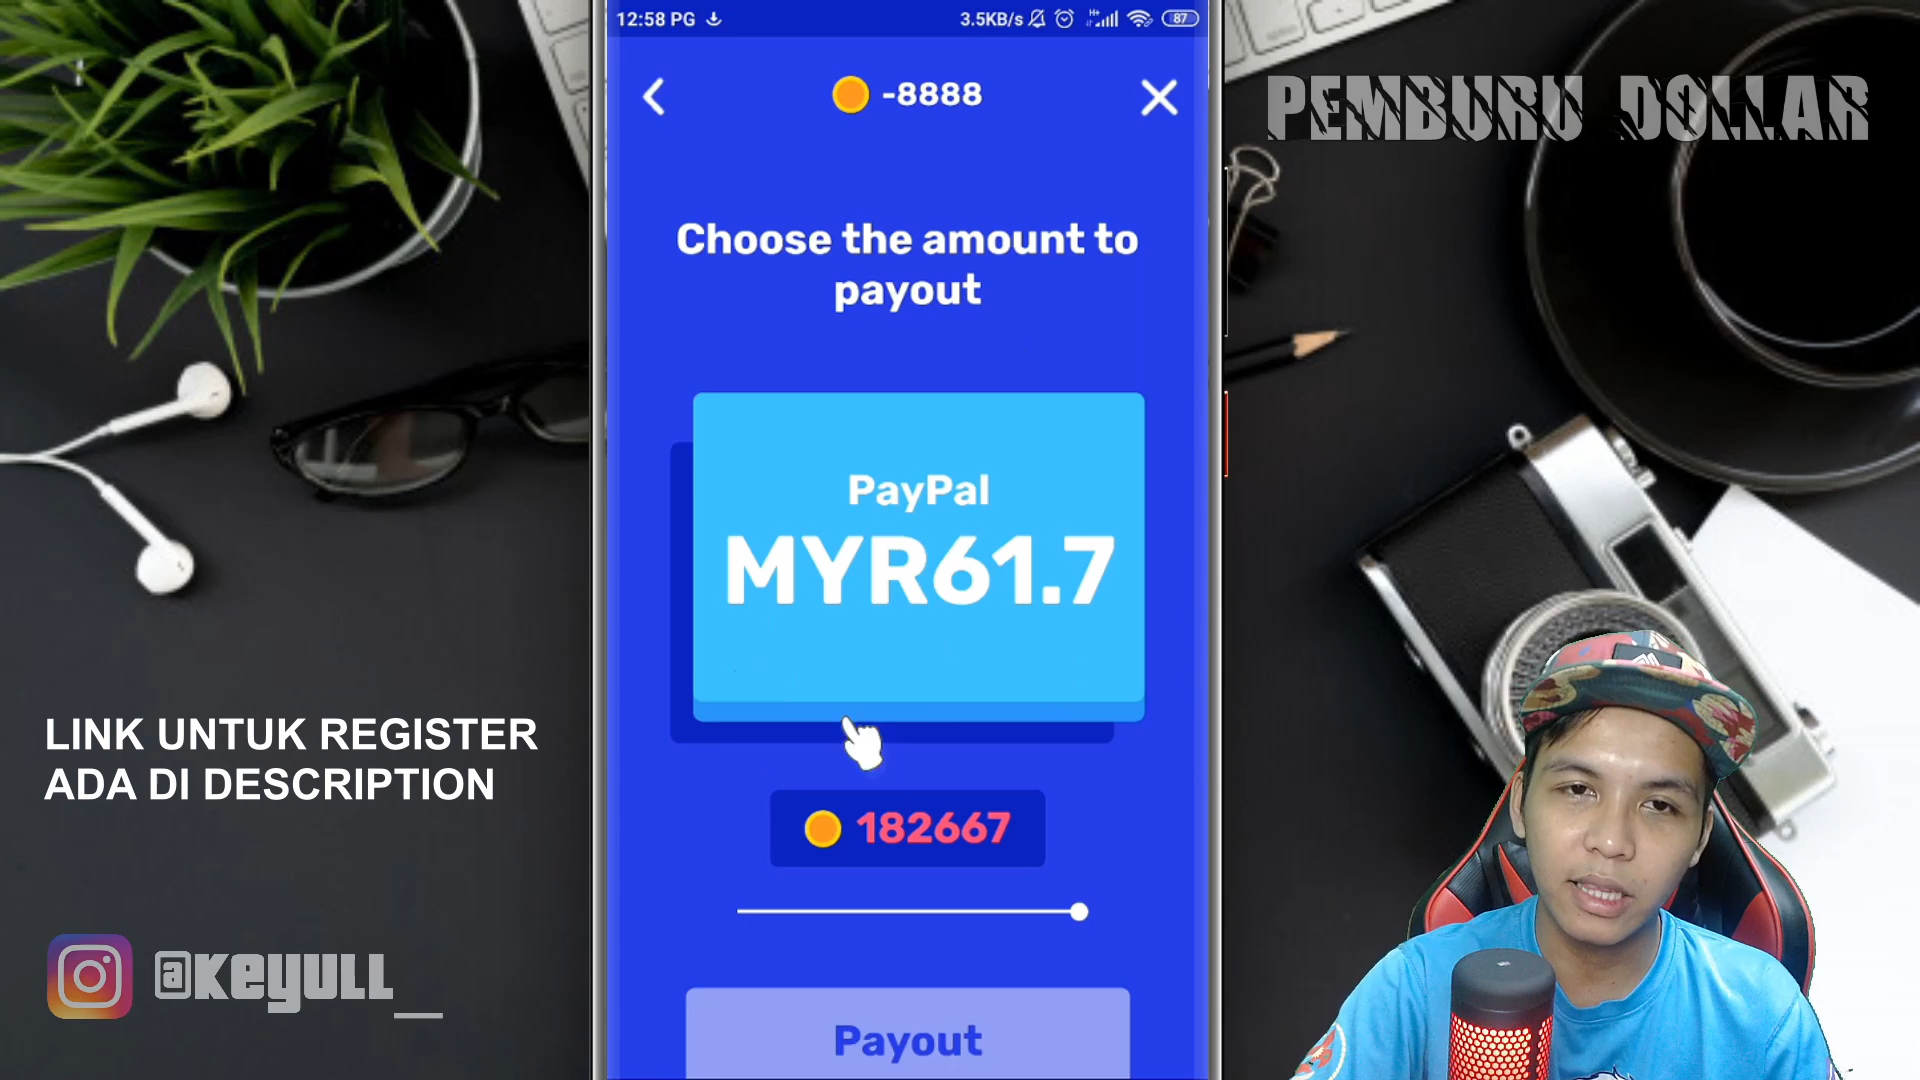 12:58 PG
3.5KB/s
H+
87
-8888
PEMBURU DOLLAR
Choose the amount to
payout
PayPal
MYR61.7
LINK UNTUK REGISTER
ADA DI DESCRIPTION
182667
@KEYULL_
Payout